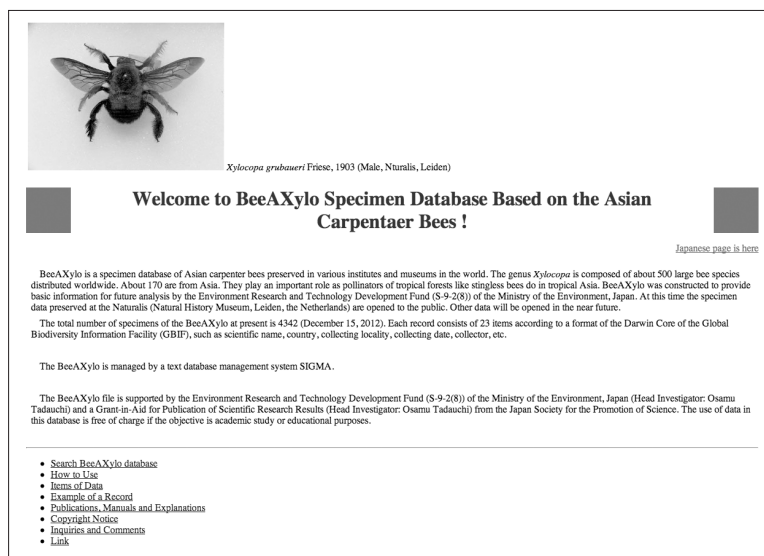 Xylocopa grubaueri Friese, 1903 (Male, Nturalis, Leiden)
Welcome to BeeAXylo Specimen Database Based on the Asian
Carpentaer Bees !
Japanese page is here
BeeAXylo is a specimen database of Asian carpenter bees preserved in various institutes and museums in the world. The genus Xylocopa is composed of about 500 large bee species
distributed worldwide. About 170 are from Asia. They play an important role as pollinators of tropical forests like stingless bees do in tropical Asia. BeeAXylo was constructed to provide
basic information for future analysis by the Environment Research and Technology Development Fund (S-9-2(8)) of the Ministry of the Environment, Japan. At this time the specimen
data preserved at the Naturalis (Natural History Museum, Leiden, the Netherlands) are opened to the public. Other data will be opened in the near future.
The total number of specimens of the BeeAXylo at present is 4342 (December 15, 2012). Each record consists of 23 items according to a format of the Darwin Core of the Global
Biodiversity Information Facility (GBIF), such as scientific name, country, collecting locality, collecting date, collector, etc.
The BeeAXylo is managed by a text database management system SIGMA.
The BeeAXylo file is supported by the Environment Research and Technology Development Fund (S-9-2(8)) of the Ministry of the Environment, Japan (Head Investigator: Osamu
Tadauchi) and a Grant-in-Aid for Publication of Scientific Research Results (Head Investigator: Osamu Tadauchi) from the Japan Society for the Promotion of Science. The use of data in
this database is free of charge if the objective is academic study or educational purposes.
• Search BeeAXylo database
• How to Use
• Items of Data
• Example of a Record
• Publications, Manuals and Explanations
• Copyright Notice
• Inquiries and Comments
• Link